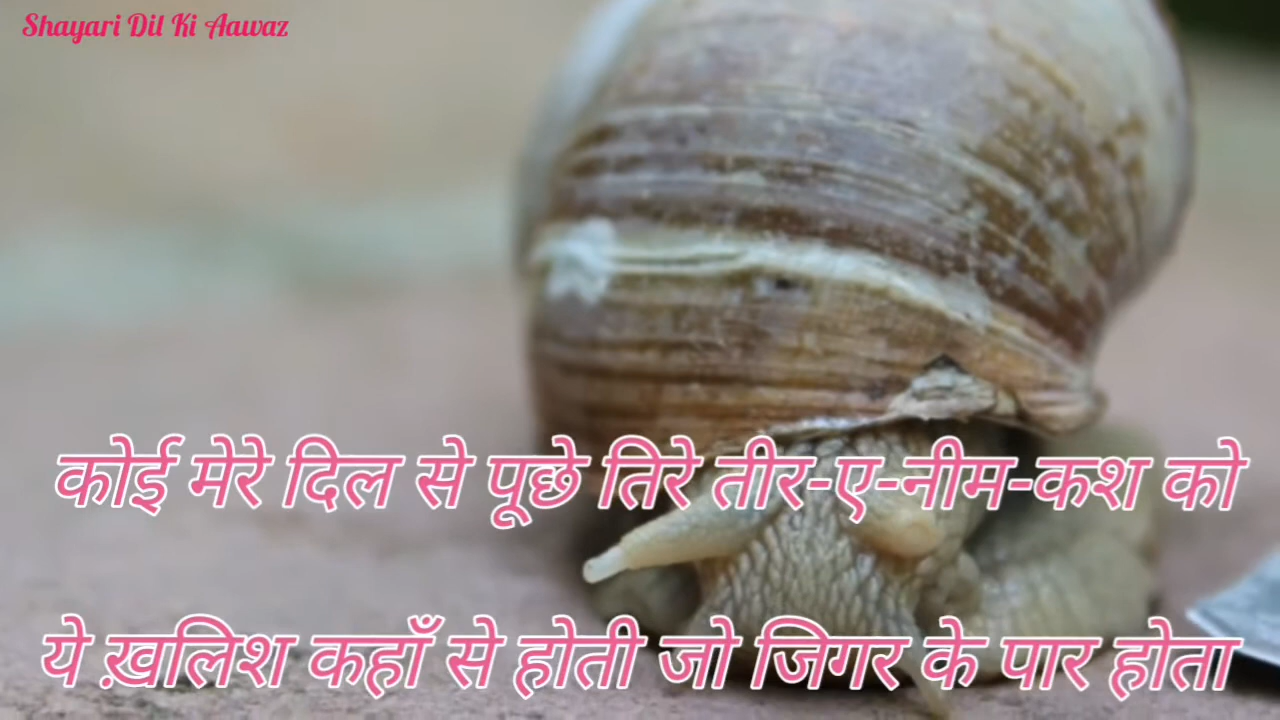 Shayari Dil Ki Aawaz
कोई मेरे दिल से पूछे तिरे तीर-ए-नीम-कश को
ये ख़लिश कहाँ से होती जो जिगर के पार होता